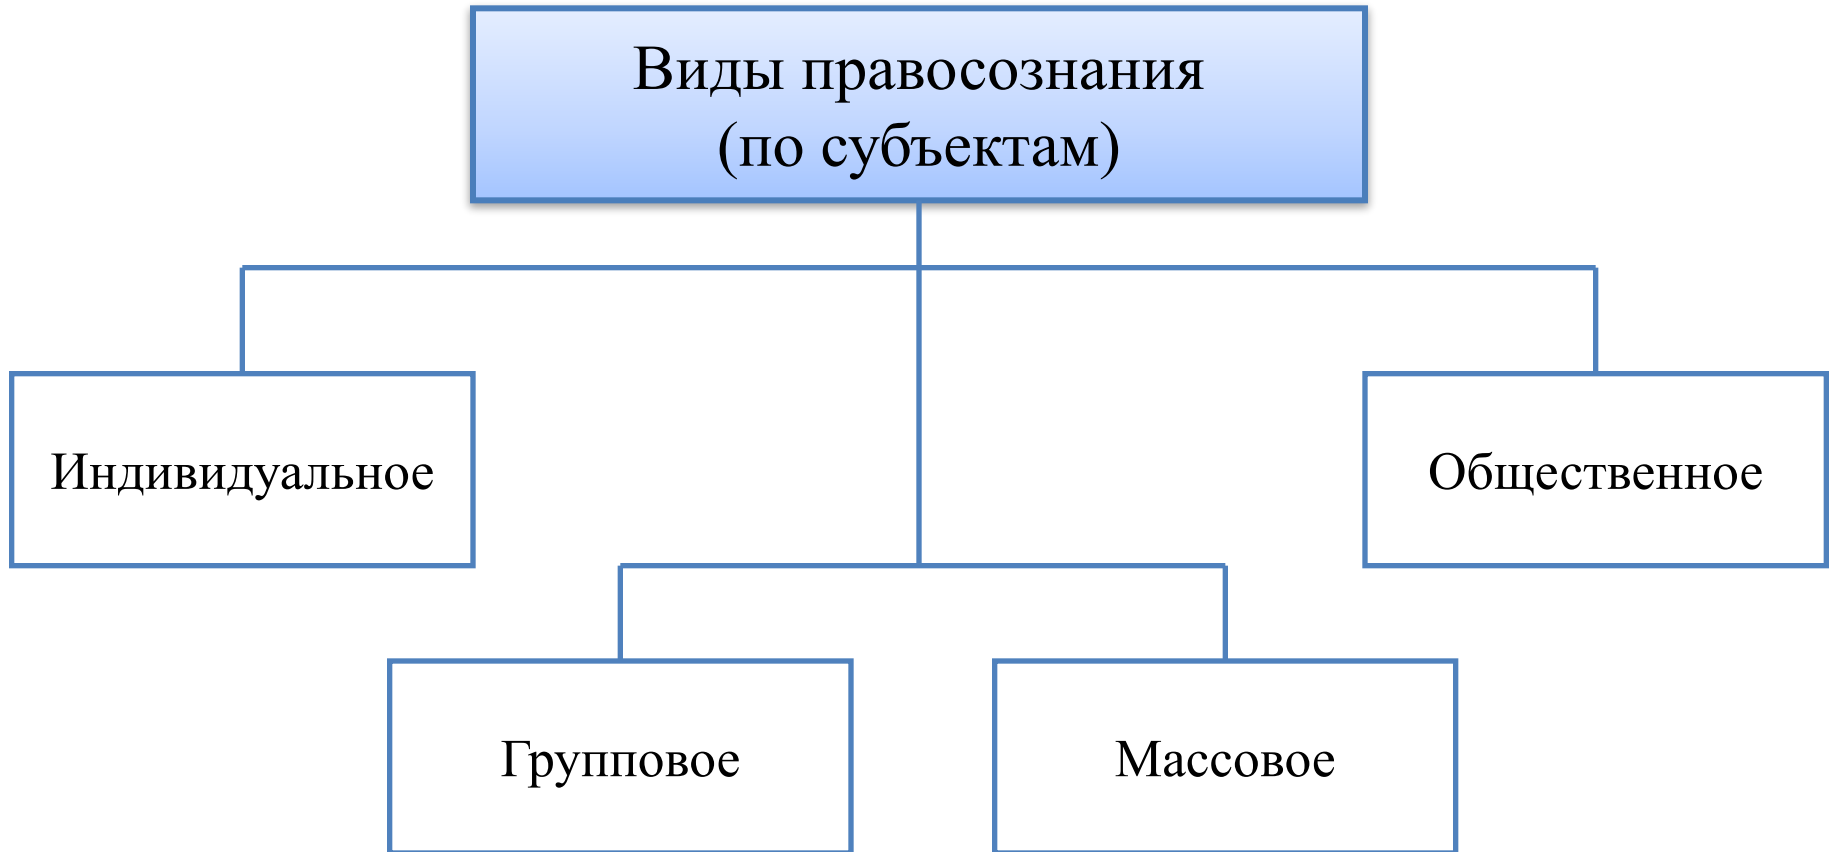 Виды правосознания
(по субъектам)
Индивидуальное
Общественное
Групповое
Массовое